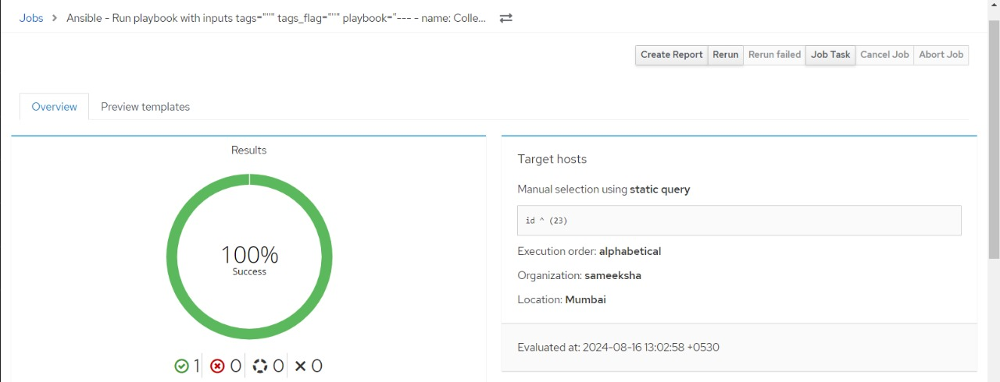 Jobs > Ansible - Run playbook with inputs tags="''" tags_flag="''" playbook="--- - name: Colle...
Create Report Rerun Rerun failed Job Task Cancel Job Abort Job
Overview Preview templates
Results
100%
Success
1 0 0 0
Target hosts
Manual selection using static query
id ^ (23)
Execution order: alphabetical
Organization: sameeksha
Location: Mumbai
Evaluated at: 2024-08-16 13:02:58 +0530